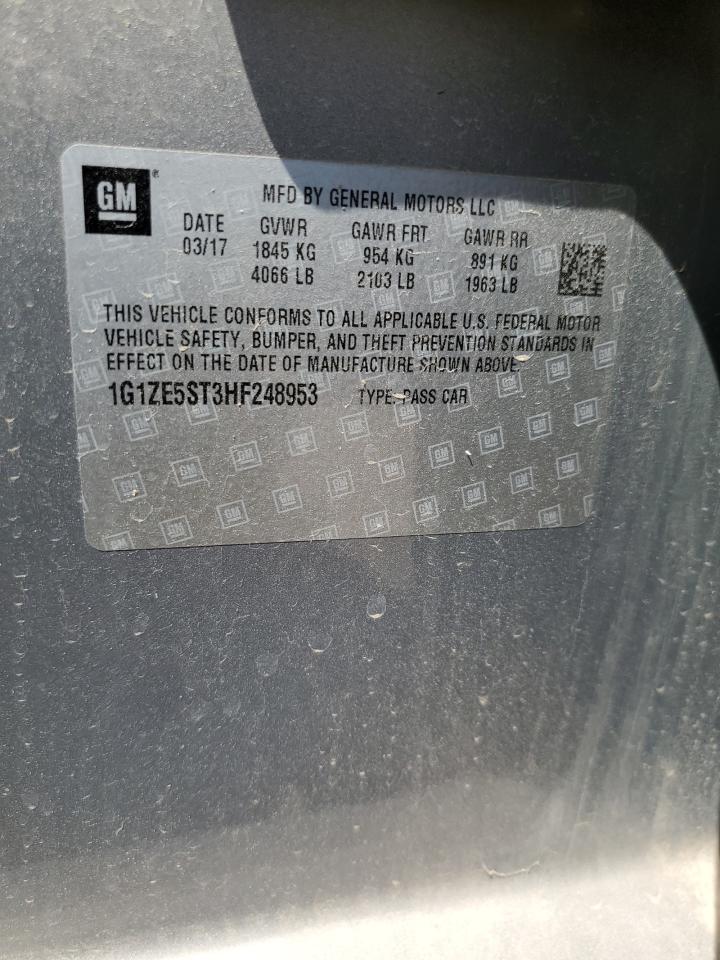 GM®
MFD BY GENERAL MOTORS LLC
DATE GVWR GAWR FRT GAWR RR
03/17 1845 KG 954 KG 891 KG
4066 LB 2103 LB 1963 LB
THIS VEHICLE CONFORMS TO ALL APPLICABLE U.S. FEDERAL MOTOR
VEHICLE SAFETY, BUMPER, AND THEFT PREVENTION STANDARDS IN
EFFECT ON THE DATE OF MANUFACTURE SHOWN ABOVE.
1G1ZE5ST3HF248953 TYPE: PASS CAR